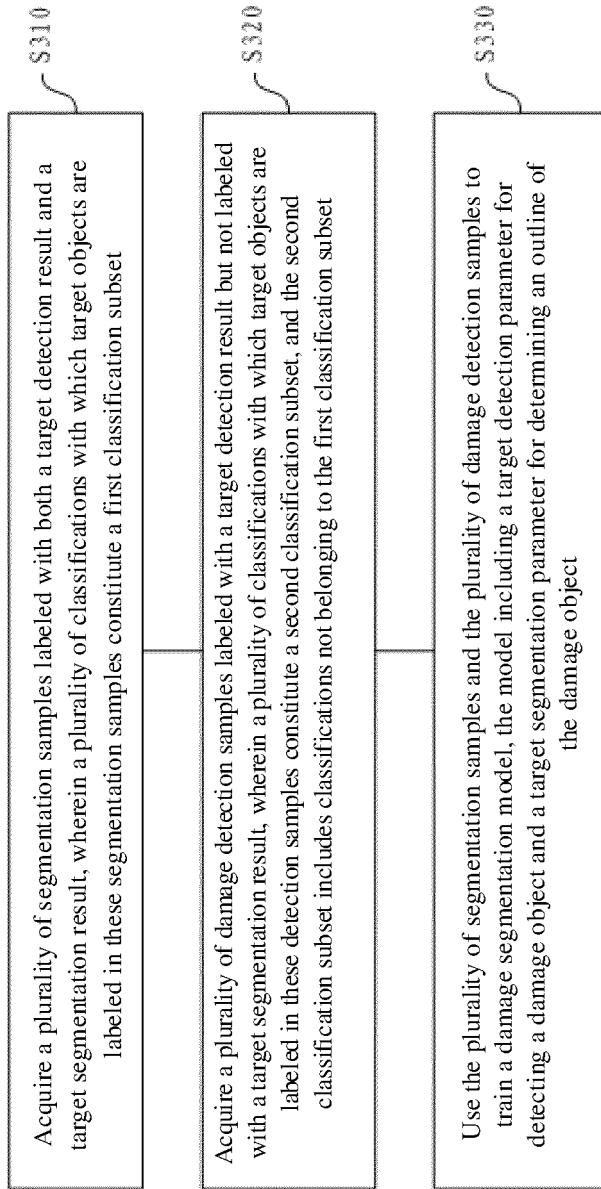 Acquire a plurality of segmentation samples labeled with both a target detection result and a
target segmentation result, wherein a plurality of classifications with which target objects are
labeled in these segmentation samples constitute a first classification subset
S310
Acquire a plurality of damage detection samples labeled with a target detection result but not labeled
with a target segmentation result, wherein a plurality of classifications with which target objects are
labeled in these detection samples constitute a second classification subset, and the second
classification subset includes classifications not belonging to the first classification subset
S320
Use the plurality of segmentation samples and the plurality of damage detection samples to
train a damage segmentation model, the model including a target detection parameter for
detecting a damage object and a target segmentation parameter for determining an outline of
the damage object
S330